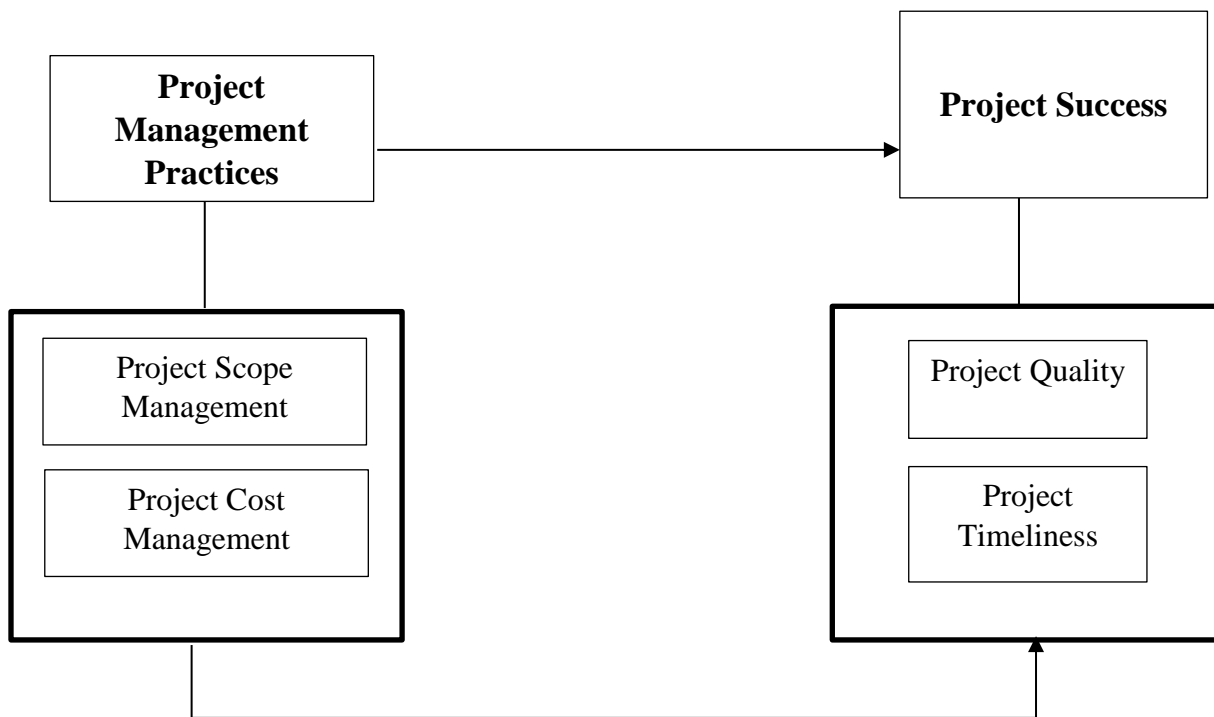 Project
Management
Practices
Project Success
Project Scope
Management
Project Cost
Management
Project Quality
Project
Timeliness